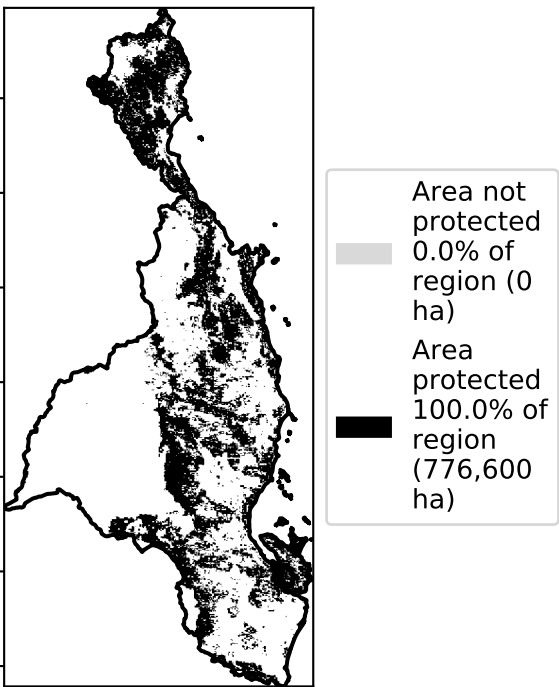 Area not
protected
0.0% of
region (0
ha)
Area
protected
100.0% of
region
(776,600
ha)